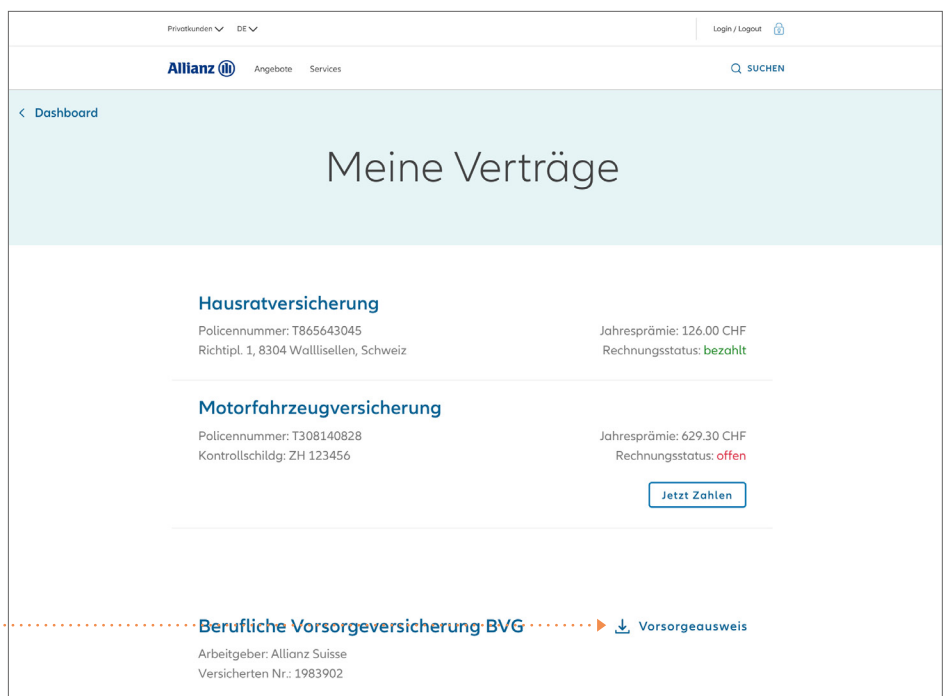 Privatkunden DE Login / Logout
Allianz Angebote Services SUCHEN
Dashboard
Meine Verträge
Hausratversicherung
Policennummer: T865643045 Jahresprämie: 126.00 CHF
Richtipl. 1, 8304 Walllisellen, Schweiz Rechnungsstatus: bezahlt
Motorfahrzeugversicherung
Policennummer: T308140828 Jahresprämie: 629.30 CHF
Kontrollschildg: ZH 123456 Rechnungsstatus: offen
Jetzt Zahlen
Berufliche Vorsorgeversicherung BVG Vorsorgeausweis
Arbeitgeber: Allianz Suisse
Versicherten Nr.: 1983902